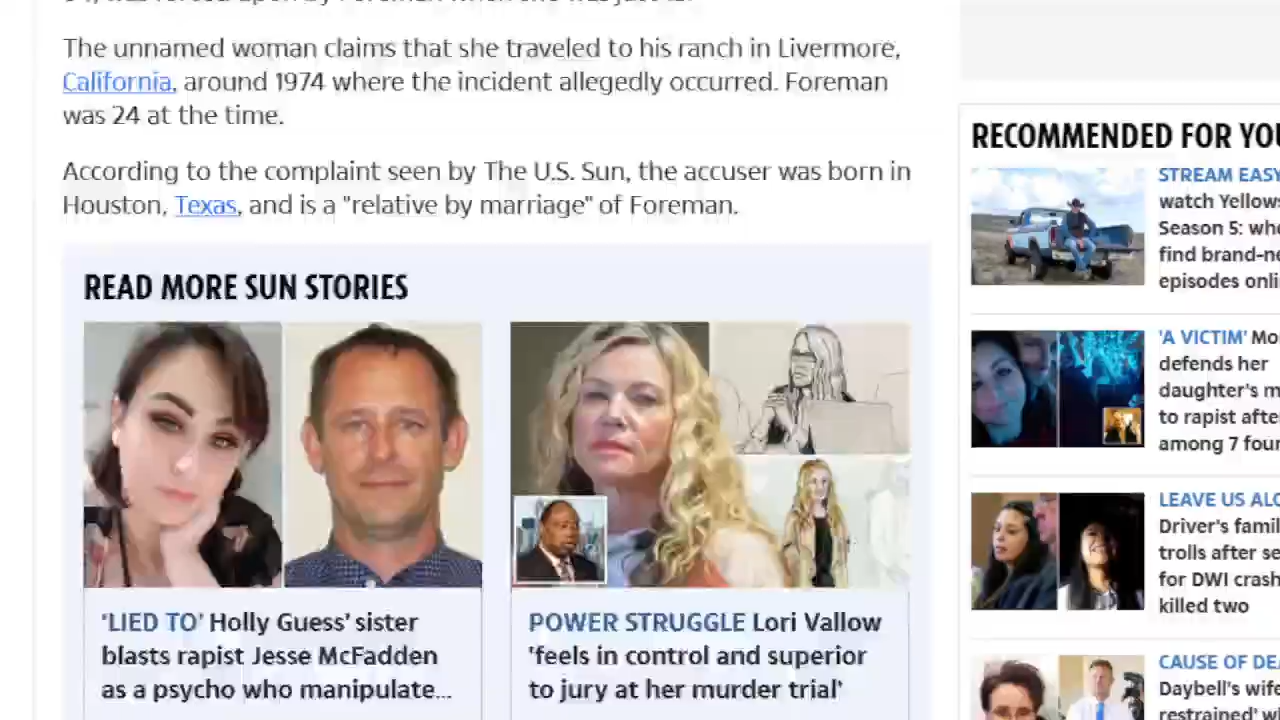 The unnamed woman claims that she traveled to his ranch in Livermore,
California, around 1974 where the incident allegedly occurred. Foreman
was 24 at the time.
According to the complaint seen by The U.S. Sun, the accuser was born in
Houston, Texas, and is a "relative by marriage" of Foreman.
READ MORE SUN STORIES
'LIED TO' Holly Guess' sister
blasts rapist Jesse McFadden
as a psycho who manipulate...
POWER STRUGGLE Lori Vallow
'feels in control and superior
to jury at her murder trial'
RECOMMENDED FOR YOU
STREAM EASY
watch Yellows
Season 5: whe
find brand-ne
episodes onli
'A VICTIM' Mo
defends her
daughter's m
to rapist afte
among 7 four
LEAVE US ALO
Driver's famil
trolls after se
for DWI crash
killed two
CAUSE OF DEA
Daybell's wife
restrained' wh